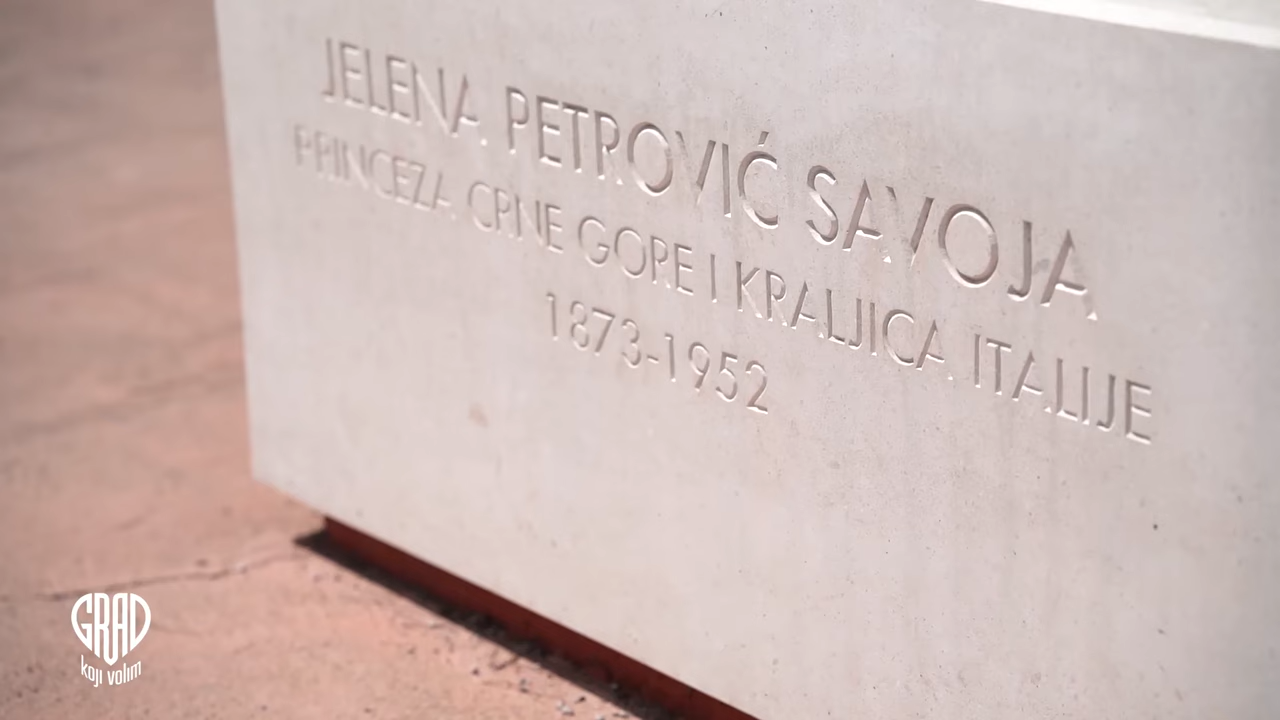 JELENA PETROVIĆ SAVOJA
PRINCEZA CRNE GORE I KRALJICA ITALIJE
1873-1952
GRAD
koji volim